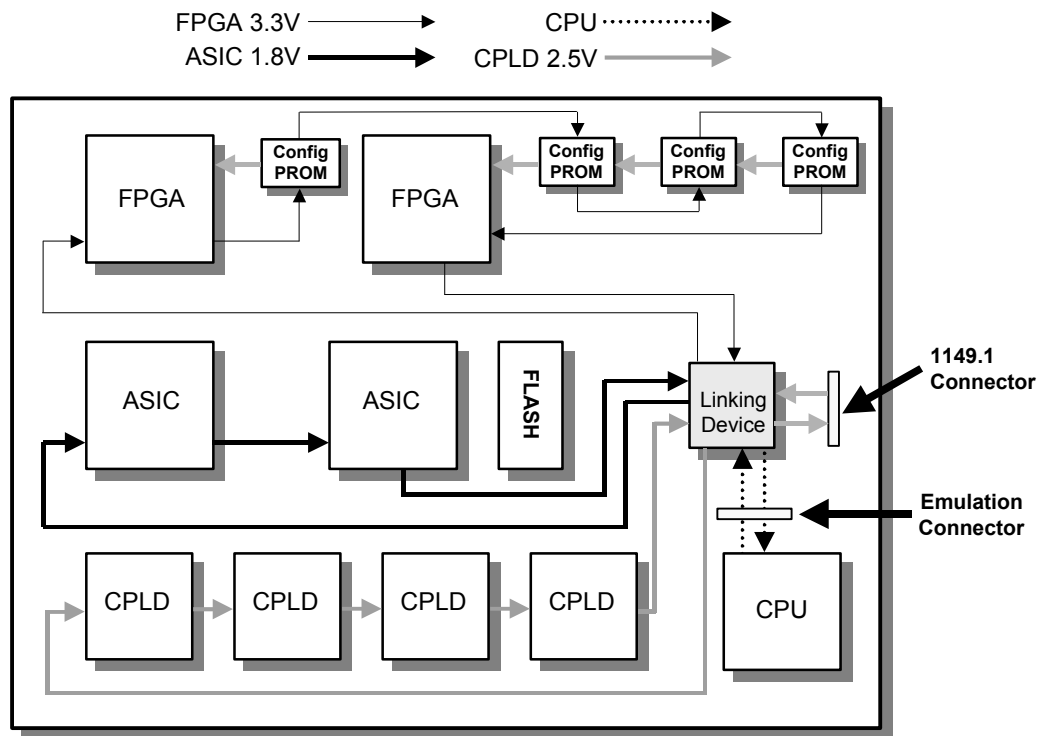 FPGA 3.3V
CPU
ASIC 1.8V
CPLD 2.5V
FPGA
Config
PROM
FPGA
Config
PROM
Config
PROM
Config
PROM
ASIC
ASIC
FLASH
Linking
Device
1149.1
Connector
Emulation
Connector
CPLD
CPLD
CPLD
CPLD
CPU